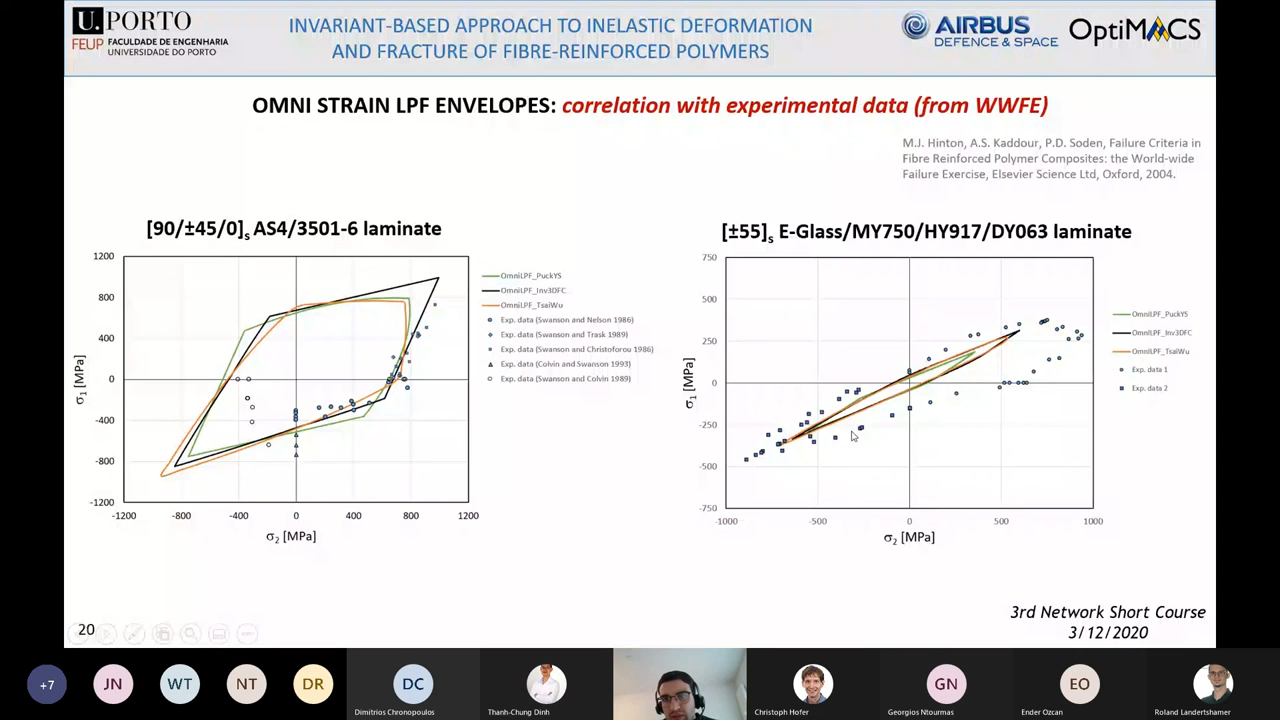 U.PORTO
FEUP FACULDADE DE ENGENHARIA
UNIVERSIDADE DO PORTO
INVARIANT-BASED APPROACH TO INELASTIC DEFORMATION
AND FRACTURE OF FIBRE-REINFORCED POLYMERS
AIRBUS
DEFENCE & SPACE
OptiMACS
OMNI STRAIN LPF ENVELOPES: correlation with experimental data (from WWFE)
M.J. Hinton, A.S. Kaddour, P.D. Soden, Failure Criteria in
Fibre Reinforced Polymer Composites: the World-wide
Failure Exercise, Elsevier Science Ltd, Oxford, 2004.
[90/±45/0]s AS4/3501-6 laminate
1200
800
400
0
-400
-800
-1200
σ1 [MPa]
-1200 -800 -400 0 400 800 1200
σ2 [MPa]
OmniLPF_PuckYS
OmniLPF_Inv3DFC
OmniLPF_TsaiWu
Exp. data (Swanson and Nelson 1986)
Exp. data (Swanson and Trask 1989)
Exp. data (Swanson and Christoforou 1986)
Exp. data (Colvin and Swanson 1993)
Exp. data (Swanson and Colvin 1989)
[±55]s E-Glass/MY750/HY917/DY063 laminate
750
500
250
0
-250
-500
-750
σ1 [MPa]
-1000 -500 0 500 1000
σ2 [MPa]
OmniLPF_PuckYS
OmniLPF_Inv3DFC
OmniLPF_TsaiWu
Exp. data 1
Exp. data 2
20
3rd Network Short Course
3/12/2020
+7
JN
WT
NT
DR
DC
Dimitrios Chronopoulos
Thanh-Chung Dinh
Christoph Hofer
GN
Georgios Ntourmas
EO
Ender Ozcan
Roland Landertshamer